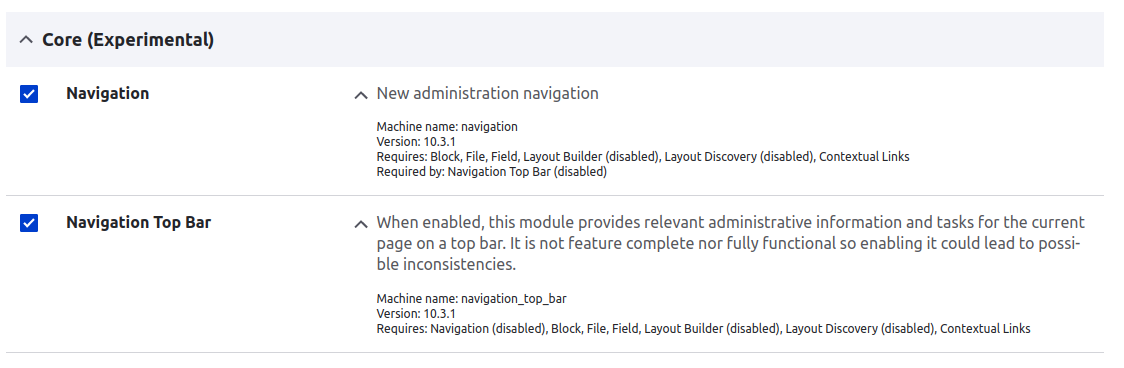 Core (Experimental)
Navigation
New administration navigation
Machine name: navigation
Version: 10.3.1
Requires: Block, File, Field, Layout Builder (disabled), Layout Discovery (disabled), Contextual Links
Required by: Navigation Top Bar (disabled)
Navigation Top Bar
When enabled, this module provides relevant administrative information and tasks for the current
page on a top bar. It is not feature complete nor fully functional so enabling it could lead to possi-
ble inconsistencies.
Machine name: navigation_top_bar
Version: 10.3.1
Requires: Navigation (disabled), Block, File, Field, Layout Builder (disabled), Layout Discovery (disabled), Contextual Links